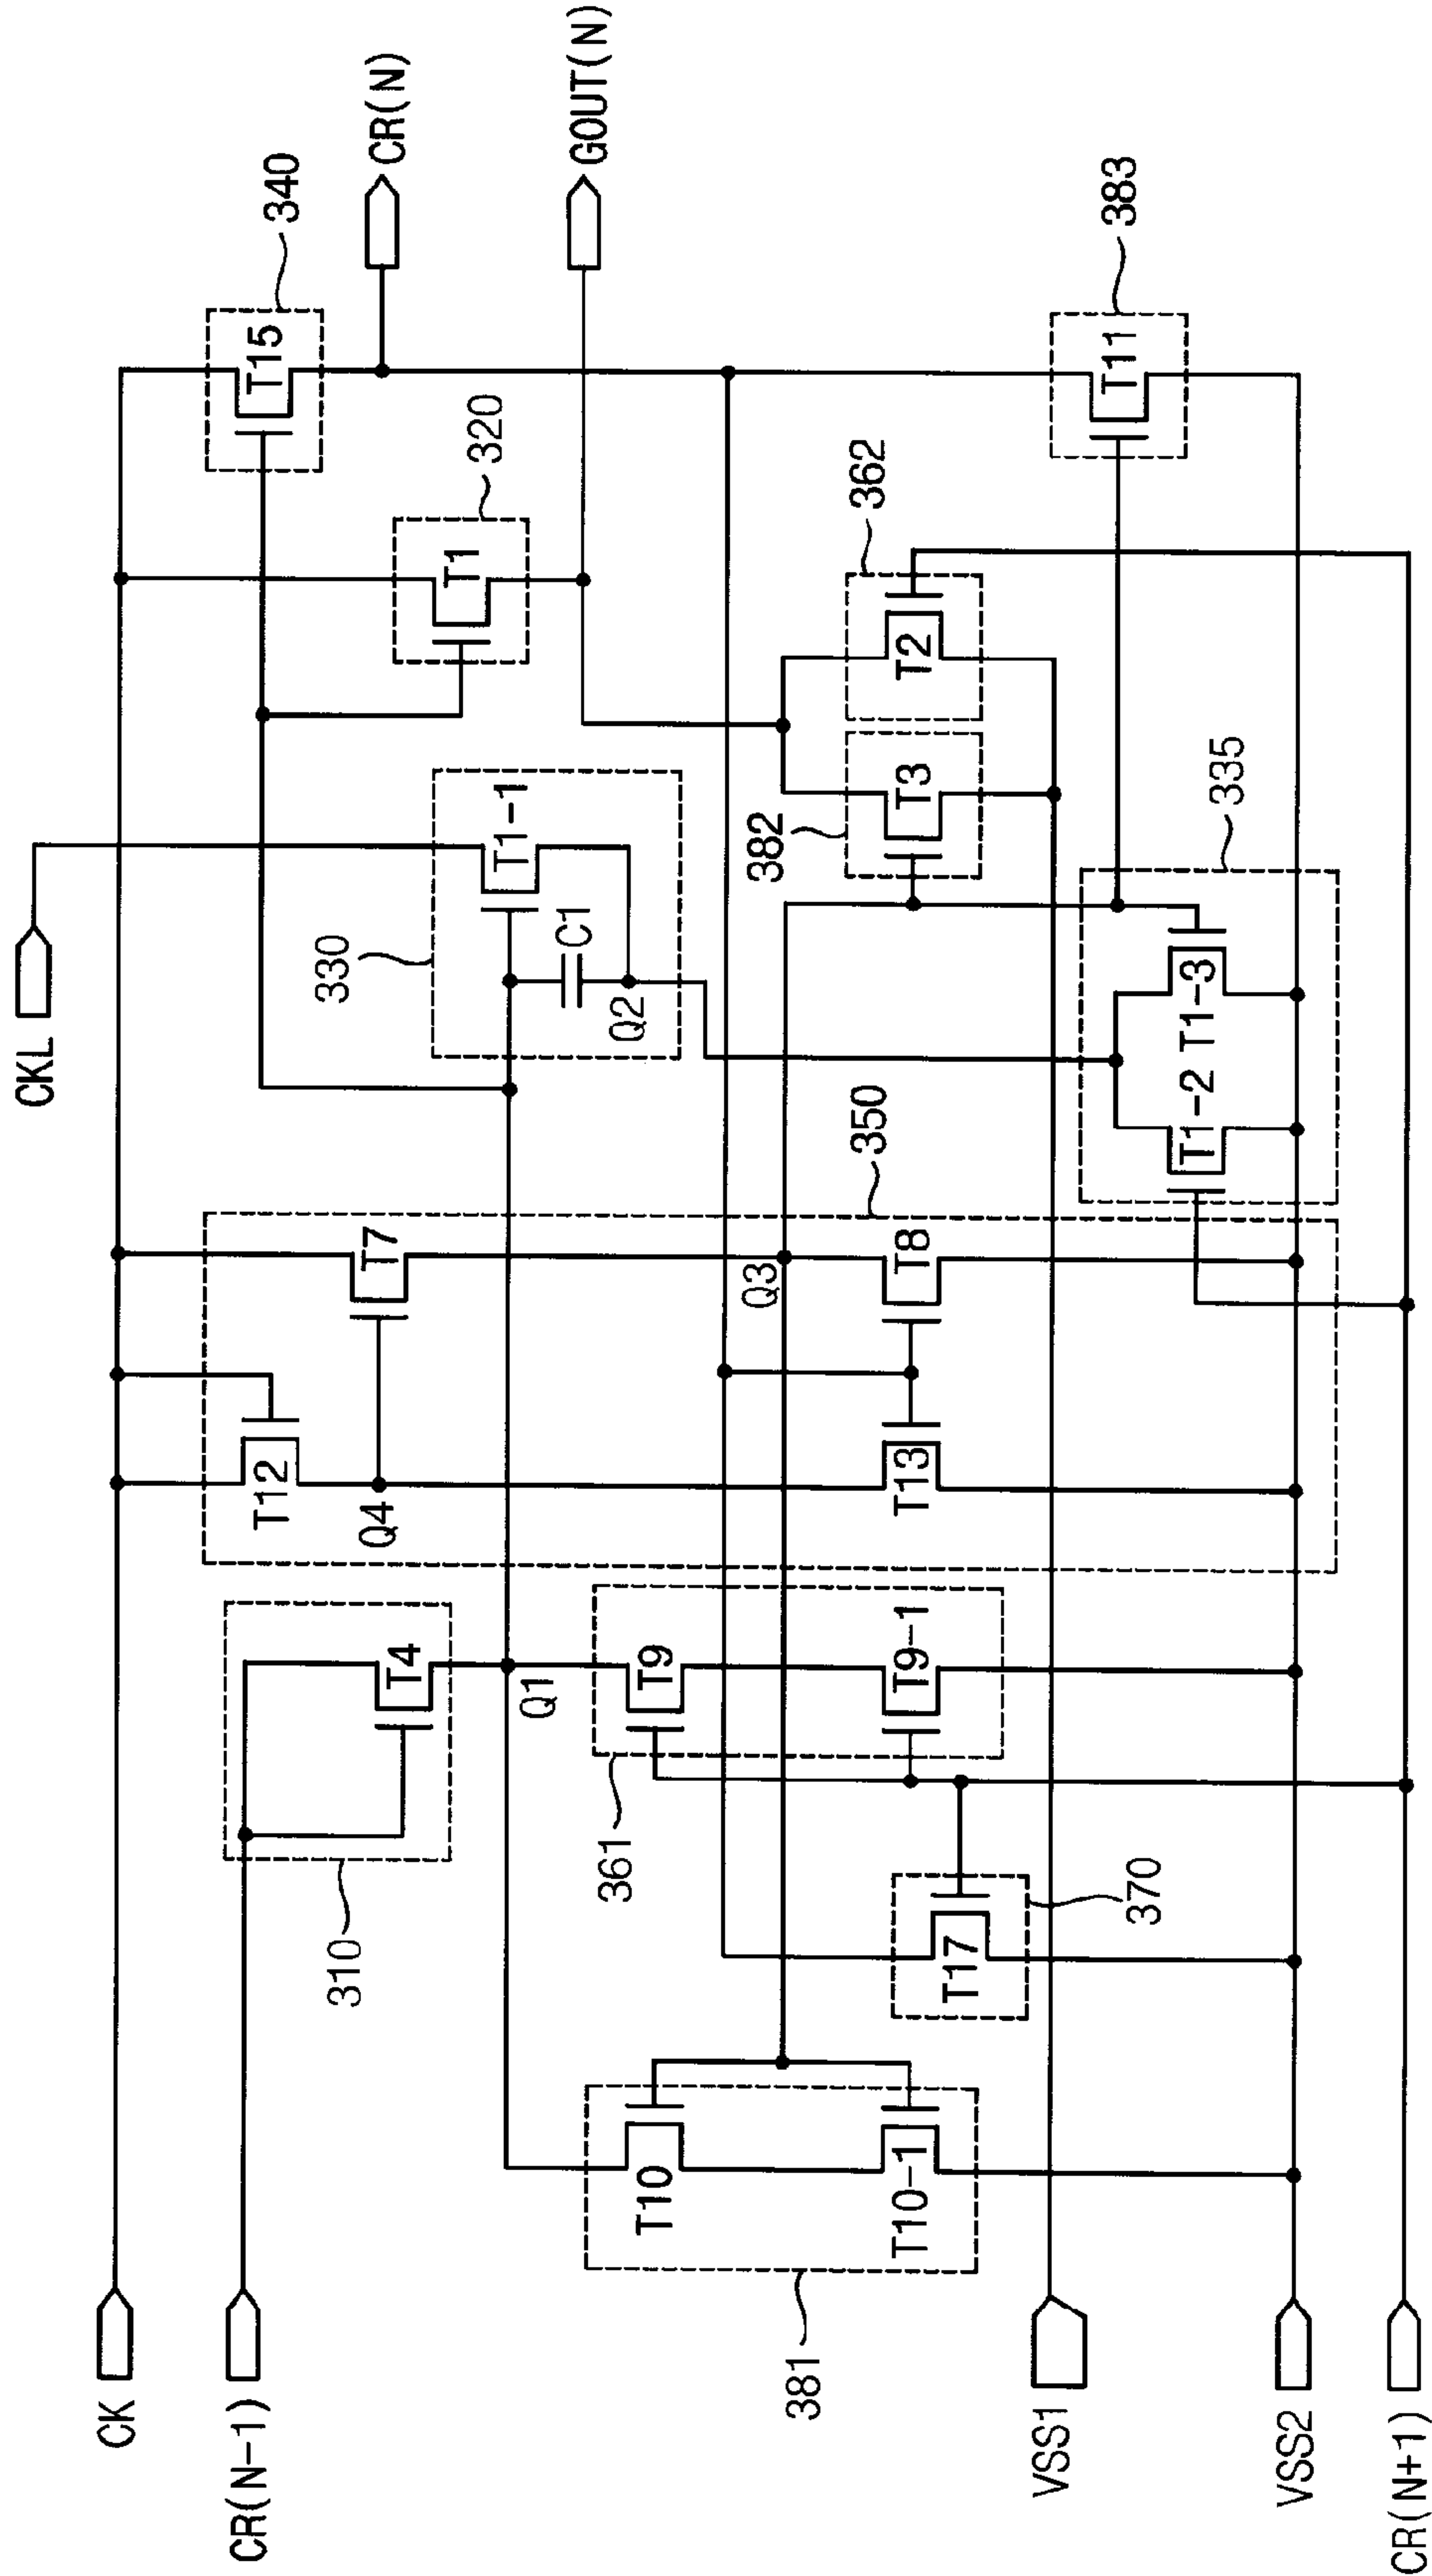 CK
CR(N-1)
VSS1
VSS2
CR(N+1)
CKL
CR(N)
GOUT(N)
310
T4
T12
Q4
T7
350
330
T1-1
C1
Q2
320
T1
340
T15
Q1
381
T10
T10-1
361
T9
T9-1
370
T17
Q3
T13
T8
382
T3
362
T2
335
T1-2
T1-3
383
T11